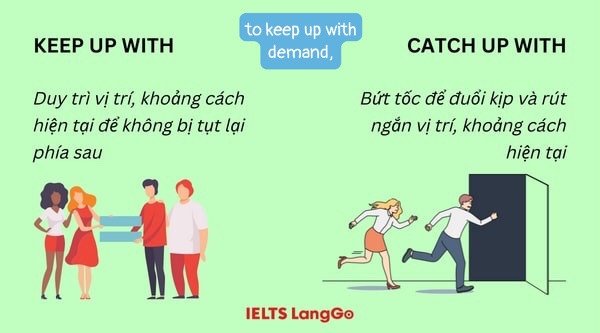 to keep up with
demand,
KEEP UP WITH
Duy trì vị trí, khoảng cách
hiện tại để không bị tụt lại
phía sau
CATCH UP WITH
Bứt tốc để đuổi kịp và rút
ngắn vị trí, khoảng cách
hiện tại
IELTS LangGo